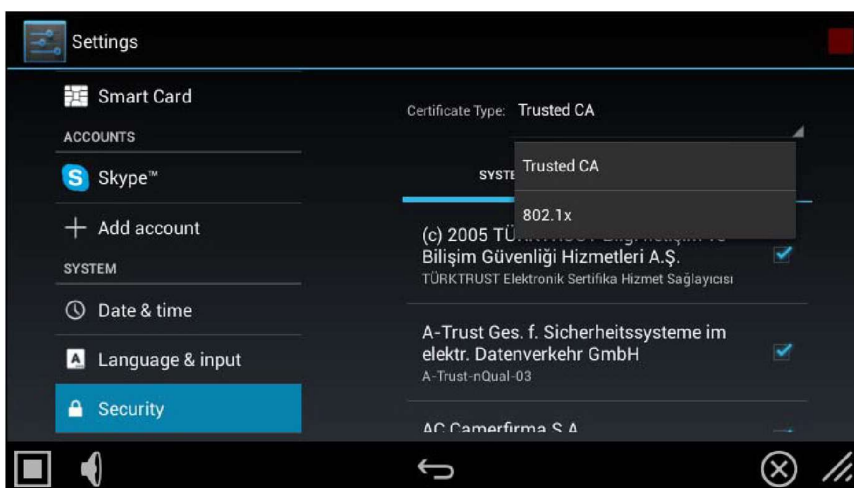 Settings
Smart Card
ACCOUNTS
Skype™
Add account
SYSTEM
Date & time
Language & input
Security
Certificate Type: Trusted CA
Trusted CA
802.1x
(c) 2005
Bilişim Güvenliği Hizmetleri A.Ş.
TÜRKTRUST Elektronik Sertifika Hizmet Sağlayıcısı
A-Trust Ges. f. Sicherheitssysteme im
elektr. Datenverkehr GmbH
A-Trust-nQual-03
AC Camerfirma S.A.